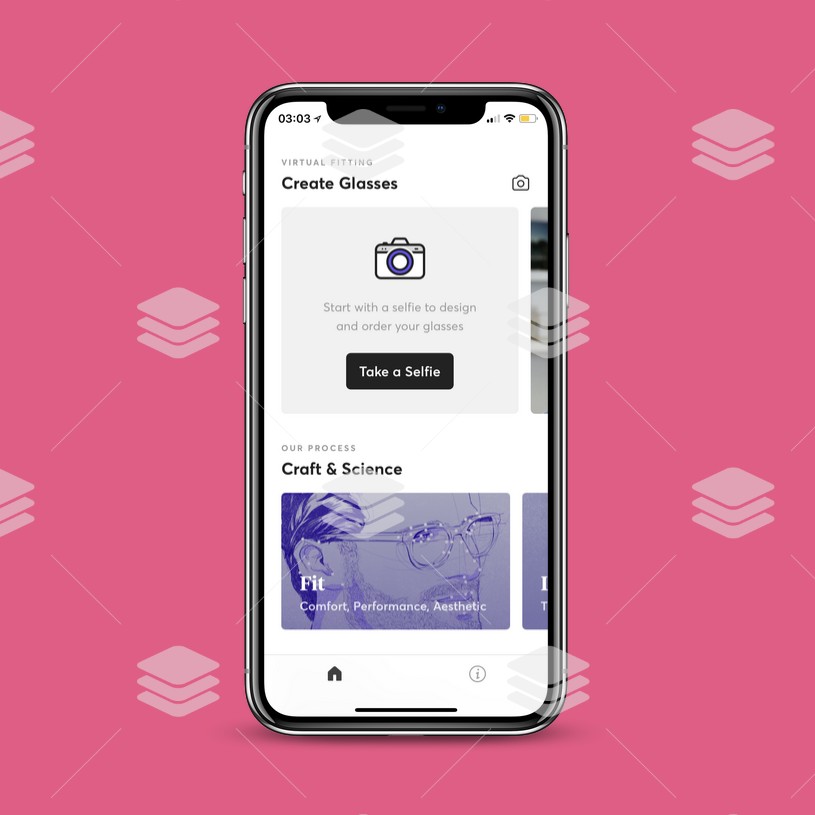 03:03
VIRTUAL FITTING
Create Glasses
Start with a selfie to design
and order your glasses
Take a Selfie
OUR PROCESS
Craft & Science
Fit
Comfort, Performance, Aesthetic